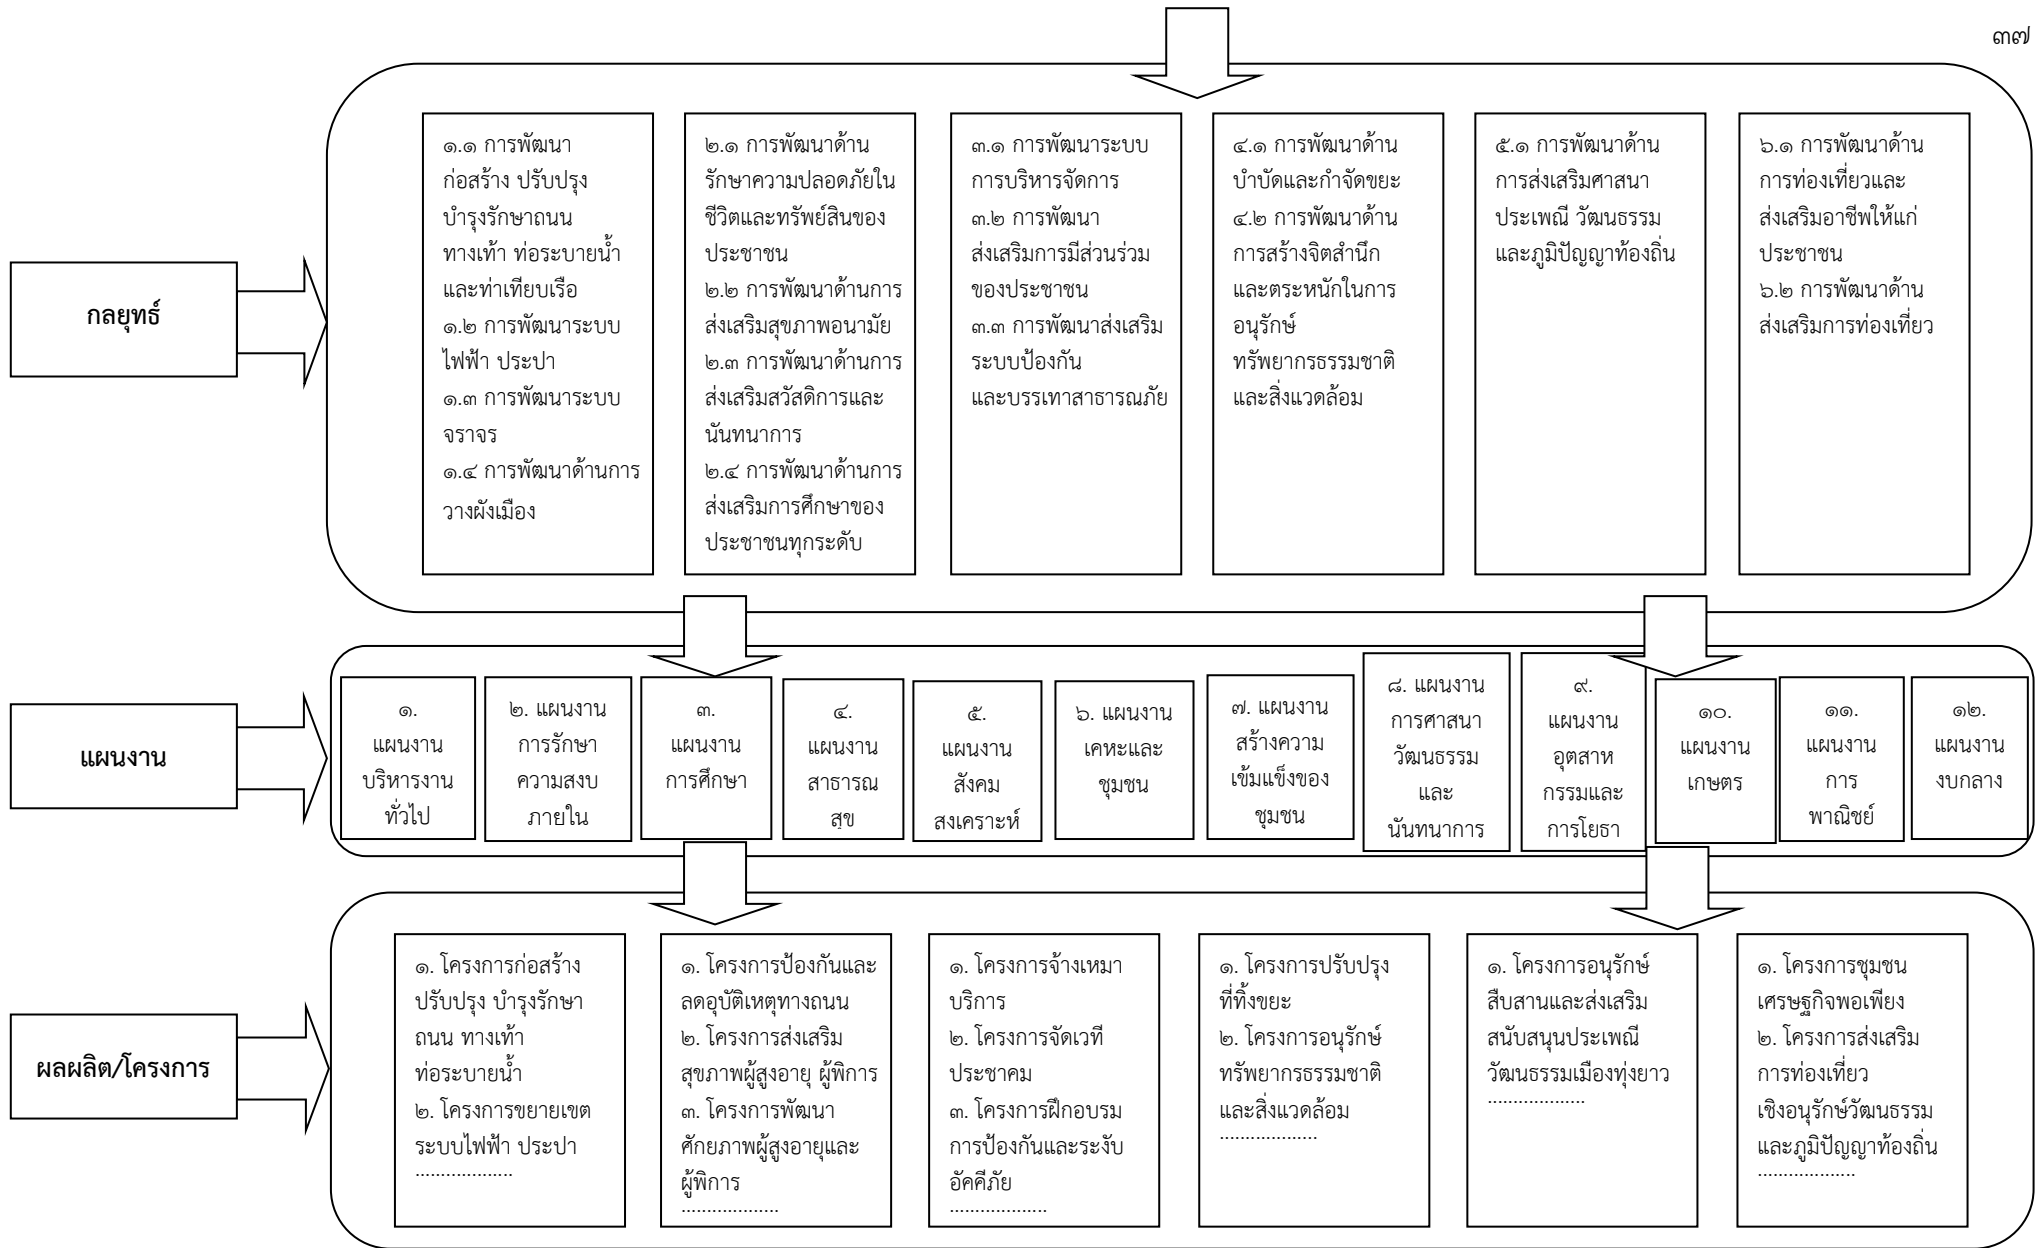 ๓๗
กลยุทธ์
๑.๑ การพัฒนา
ก่อสร้าง ปรับปรุง
บำรุงรักษาถนน
ทางเท้า ท่อระบายน้ำ
และท่าเทียบเรือ
๑.๒ การพัฒนาระบบ
ไฟฟ้า ประปา
๑.๓ การพัฒนาระบบ
จราจร
๑.๔ การพัฒนาด้านการ
วางผังเมือง
๒.๑ การพัฒนาด้าน
รักษาความปลอดภัยใน
ชีวิตและทรัพย์สินของ
ประชาชน
๒.๒ การพัฒนาด้านการ
ส่งเสริมสุขภาพอนามัย
๒.๓ การพัฒนาด้านการ
ส่งเสริมสวัสดิการและ
นันทนาการ
๒.๔ การพัฒนาด้านการ
ส่งเสริมการศึกษาของ
ประชาชนทุกระดับ
๓.๑ การพัฒนาระบบ
การบริหารจัดการ
๓.๒ การพัฒนา
ส่งเสริมการมีส่วนร่วม
ของประชาชน
๓.๓ การพัฒนาส่งเสริม
ระบบป้องกัน
และบรรเทาสาธารณภัย
๔.๑ การพัฒนาด้าน
บำบัดและกำจัดขยะ
๔.๒ การพัฒนาด้าน
การสร้างจิตสำนึก
และตระหนักในการ
อนุรักษ์
ทรัพยากรธรรมชาติ
และสิ่งแวดล้อม
๕.๑ การพัฒนาด้าน
การส่งเสริมศาสนา
ประเพณี วัฒนธรรม
และภูมิปัญญาท้องถิ่น
๖.๑ การพัฒนาด้าน
การท่องเที่ยวและ
ส่งเสริมอาชีพให้แก่
ประชาชน
๖.๒ การพัฒนาด้าน
ส่งเสริมการท่องเที่ยว
แผนงาน
๑.
แผนงาน
บริหารงาน
ทั่วไป
๒. แผนงาน
การรักษา
ความสงบ
ภายใน
๓.
แผนงาน
การศึกษา
๔.
แผนงาน
สาธารณ
สุข
๕.
แผนงาน
สังคม
สงเคราะห์
๖. แผนงาน
เคหะและ
ชุมชน
๗. แผนงาน
สร้างความ
เข้มแข็งของ
ชุมชน
๘. แผนงาน
การศาสนา
วัฒนธรรม
และ
นันทนาการ
๙.
แผนงาน
อุตสาห
กรรมและ
การโยธา
๑๐.
แผนงาน
เกษตร
๑๑.
แผนงาน
การ
พาณิชย์
๑๒.
แผนงาน
งบกลาง
ผลผลิต/โครงการ
๑. โครงการก่อสร้าง
ปรับปรุง บำรุงรักษา
ถนน ทางเท้า
ท่อระบายน้ำ
๒. โครงการขยายเขต
ระบบไฟฟ้า ประปา
...................
๑. โครงการป้องกันและ
ลดอุบัติเหตุทางถนน
๒. โครงการส่งเสริม
สุขภาพผู้สูงอายุ ผู้พิการ
๓. โครงการพัฒนา
ศักยภาพผู้สูงอายุและ
ผู้พิการ
...................
๑. โครงการจ้างเหมา
บริการ
๒. โครงการจัดเวที
ประชาคม
๓. โครงการฝึกอบรม
การป้องกันและระงับ
อัคคีภัย
...................
๑. โครงการปรับปรุง
ที่ทิ้งขยะ
๒. โครงการอนุรักษ์
ทรัพยากรธรรมชาติ
และสิ่งแวดล้อม
...................
๑. โครงการอนุรักษ์
สืบสานและส่งเสริม
สนับสนุนประเพณี
วัฒนธรรมเมืองทุ่งยาว
...................
๑. โครงการชุมชน
เศรษฐกิจพอเพียง
๒. โครงการส่งเสริม
การท่องเที่ยว
เชิงอนุรักษ์วัฒนธรรม
และภูมิปัญญาท้องถิ่น
...................